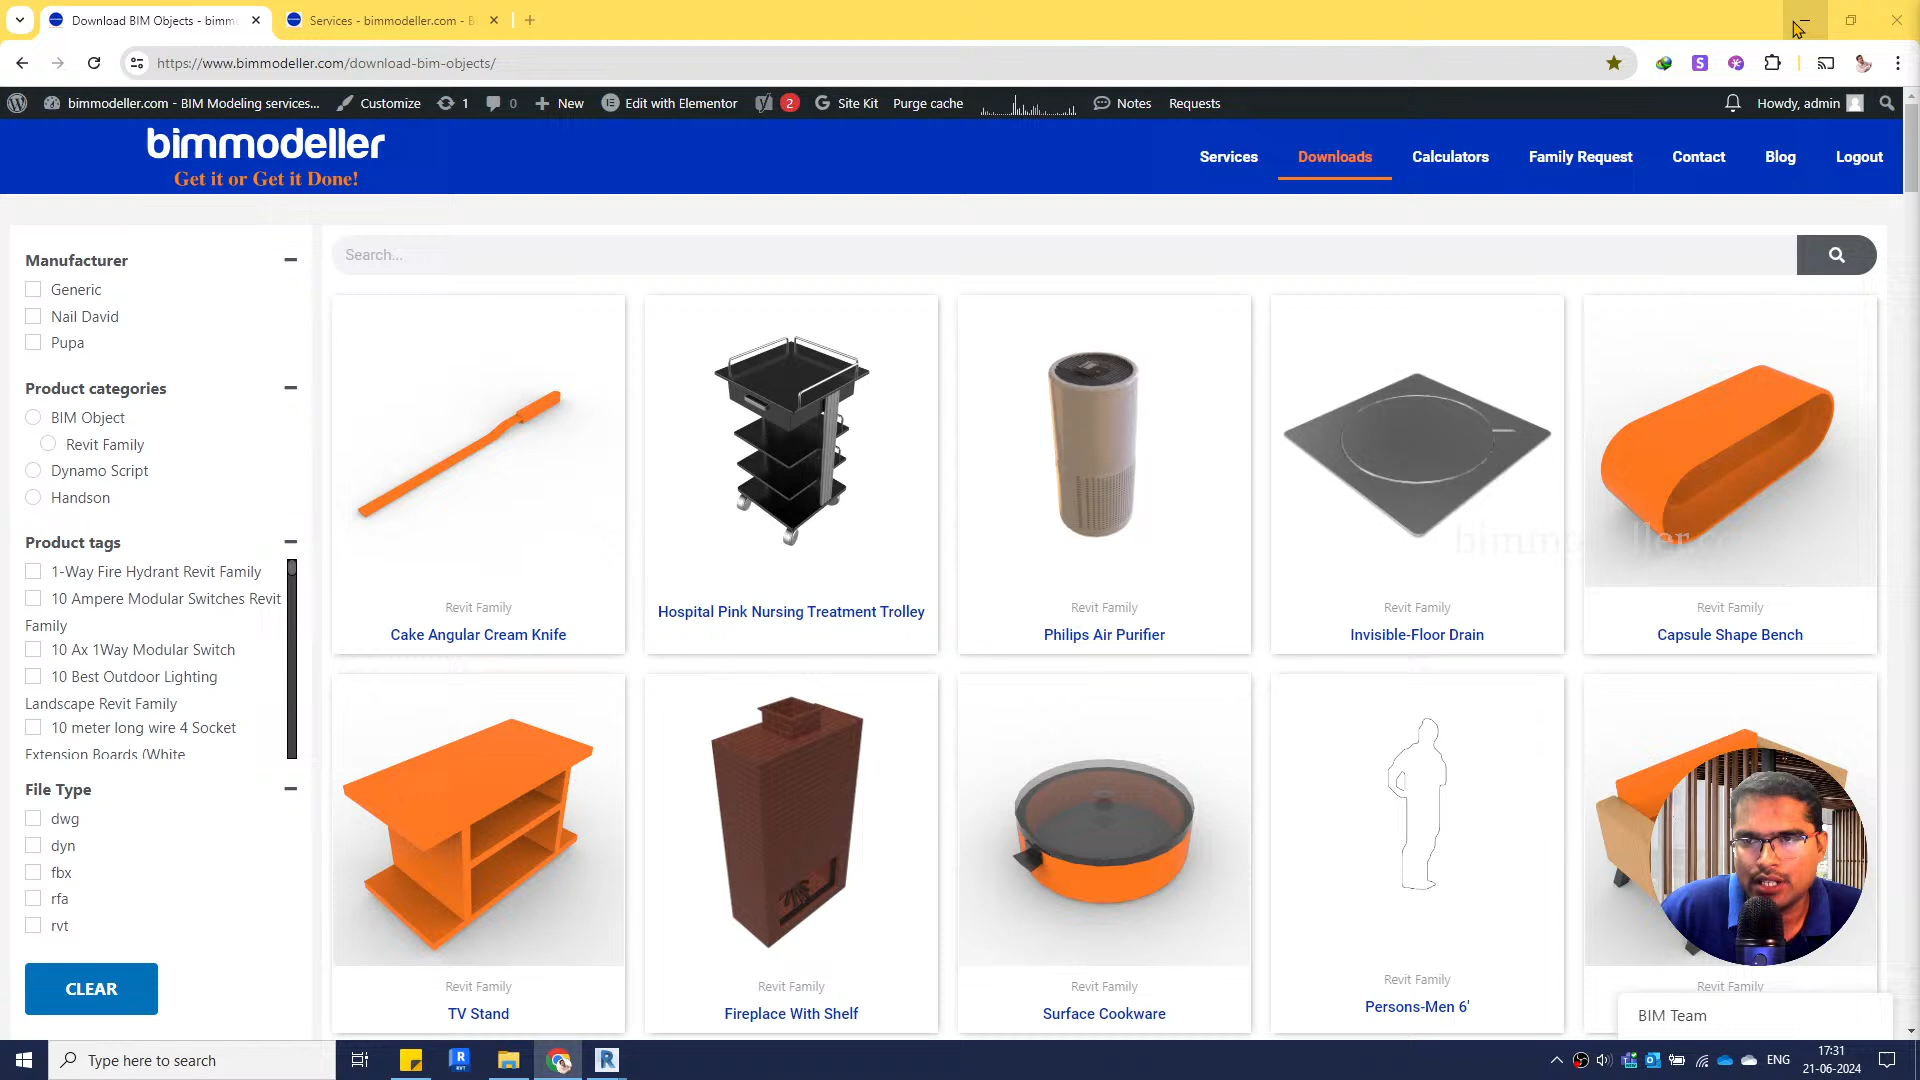 Download BIM Objects - bimm
Services - bimmodeller.com - B
https://www.bimmodeller.com/download-bim-objects/
bimmodeller.com - BIM Modeling services...
Customize
1
0
New
Edit with Elementor
2
Site Kit
Purge cache
Notes
Requests
Howdy, admin
bimmodeller
Get it or Get it Done!
Services
Downloads
Calculators
Family Request
Contact
Blog
Logout
Manufacturer
Generic
Nail David
Pupa
Product categories
BIM Object
Revit Family
Dynamo Script
Handson
Product tags
1-Way Fire Hydrant Revit Family
10 Ampere Modular Switches Revit
Family
10 Ax 1Way Modular Switch
10 Best Outdoor Lighting
Landscape Revit Family
10 meter long wire 4 Socket
Extension Boards (White
File Type
dwg
dyn
fbx
rfa
rvt
CLEAR
Search...
Revit Family
Cake Angular Cream Knife
Hospital Pink Nursing Treatment Trolley
Revit Family
Philips Air Purifier
Revit Family
Invisible-Floor Drain
Revit Family
Capsule Shape Bench
Revit Family
TV Stand
Revit Family
Fireplace With Shelf
Revit Family
Surface Cookware
Revit Family
Persons-Men 6'
Revit Family
BIM Team
Type here to search
ENG
17:31
21-06-2024